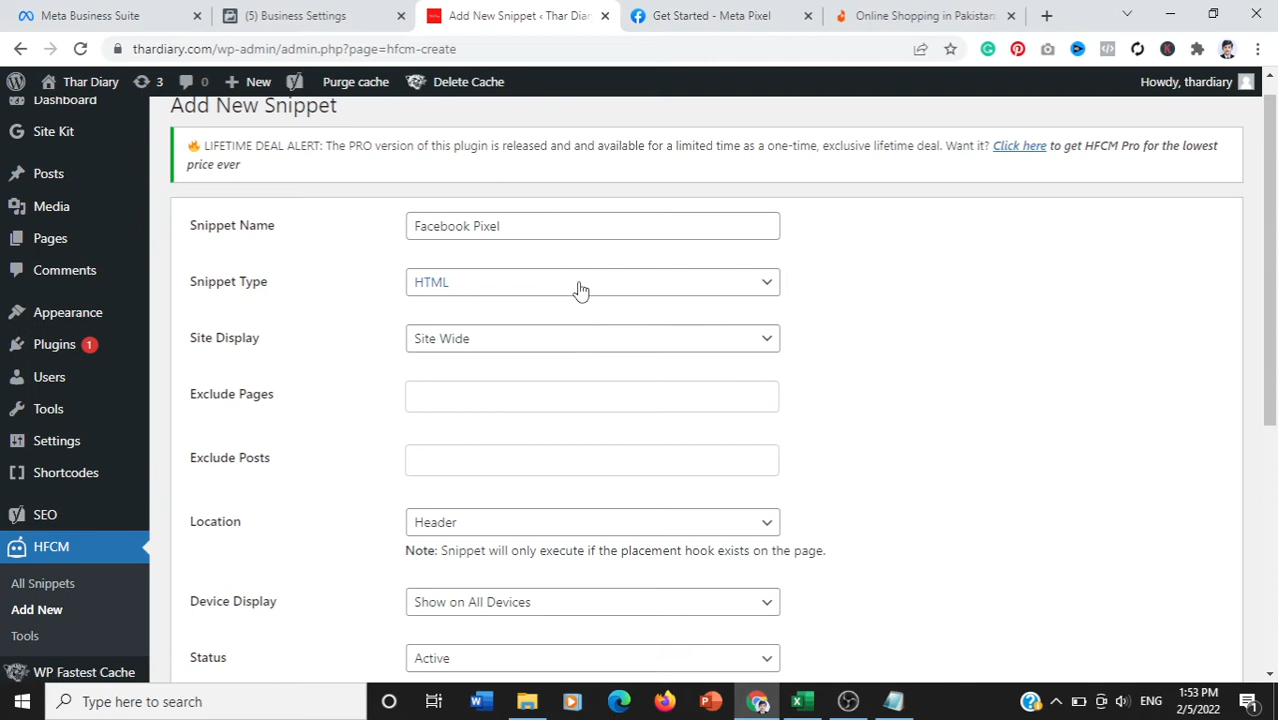 Meta Business Suite
(5) Business Settings
Add New Snippet ‹ Thar Diar
Get Started - Meta Pixel
Online Shopping in Pakistan
thardiary.com/wp-admin/admin.php?page=hfcm-create
Thar Diary
3
0
New
Purge cache
Delete Cache
Howdy, thardiary
Dashboard
Site Kit
Posts
Media
Pages
Comments
Appearance
Plugins 1
Users
Tools
Settings
Shortcodes
SEO
HFCM
All Snippets
Add New
Tools
WP Fastest Cache
Add New Snippet
LIFETIME DEAL ALERT: The PRO version of this plugin is released and and available for a limited time as a one-time, exclusive lifetime deal. Want it? Click here to get HFCM Pro for the lowest
price ever
Snippet Name
Facebook Pixel
Snippet Type
HTML
Site Display
Site Wide
Exclude Pages
Exclude Posts
Location
Header
Note: Snippet will only execute if the placement hook exists on the page.
Device Display
Show on All Devices
Status
Active
Type here to search
ENG
1:53 PM
2/5/2022
1